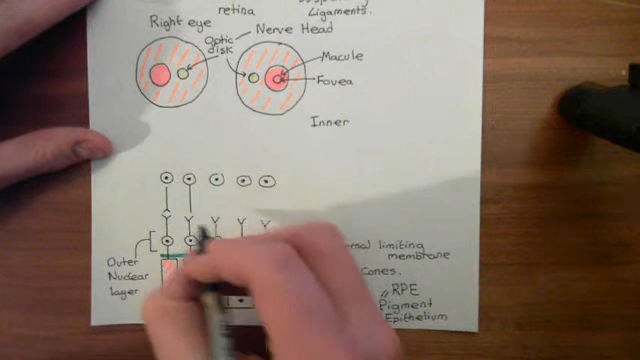 retina
Ligaments.
Right eye
Nerve Head
Optic
disk
Macule
Fovea
Inner
Outer
Nuclear
layer
limiting
membrane
cones.
RPE
Pigment
Epithelium